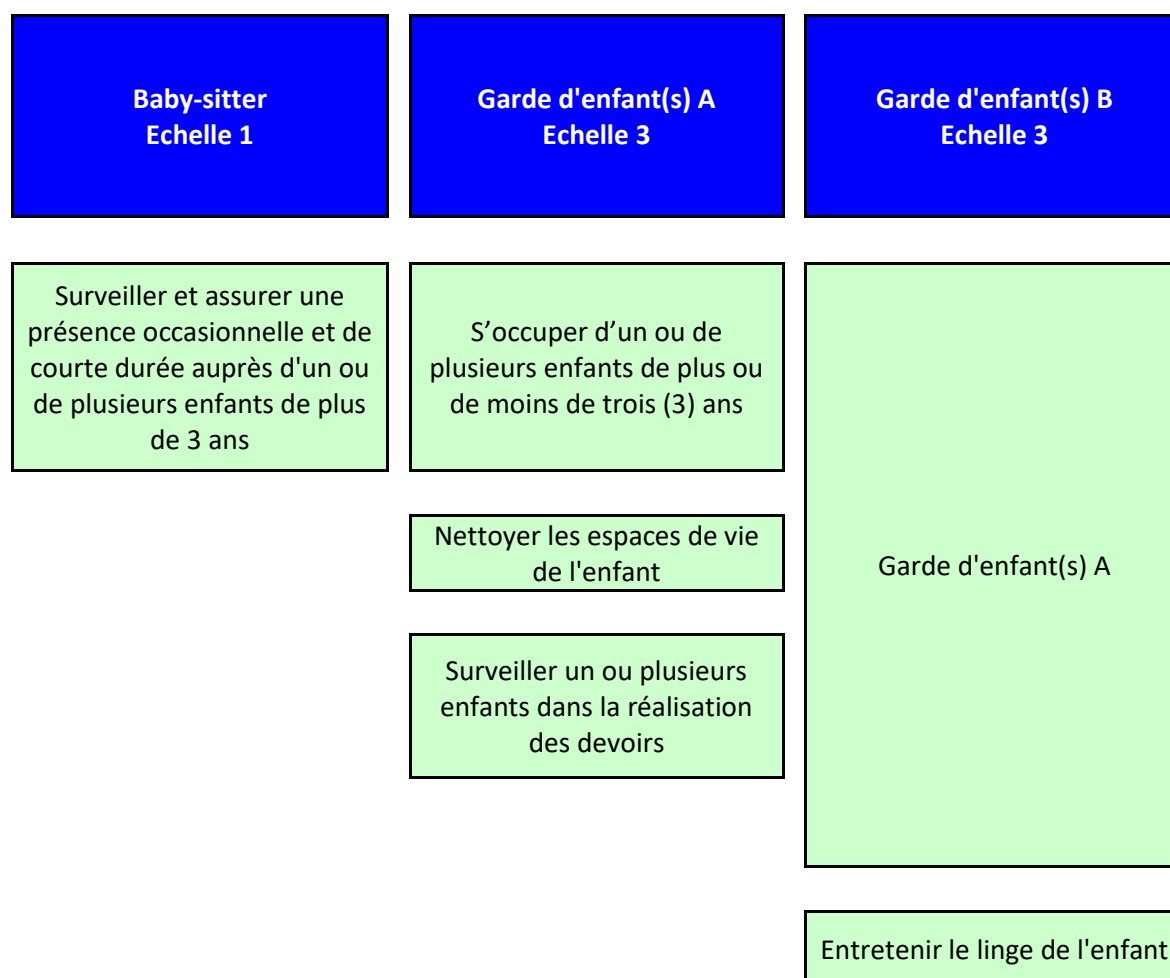 Baby-sitter
Echelle 1
Garde d'enfant(s) A
Echelle 3
Garde d'enfant(s) B
Echelle 3
Surveiller et assurer une
présence occasionnelle et de
courte durée auprès d'un ou
de plusieurs enfants de plus
de 3 ans
S’occuper d’un ou de
plusieurs enfants de plus ou
de moins de trois (3) ans
Nettoyer les espaces de vie
de l'enfant
Surveiller un ou plusieurs
enfants dans la réalisation
des devoirs
Garde d'enfant(s) A
Entretenir le linge de l'enfant